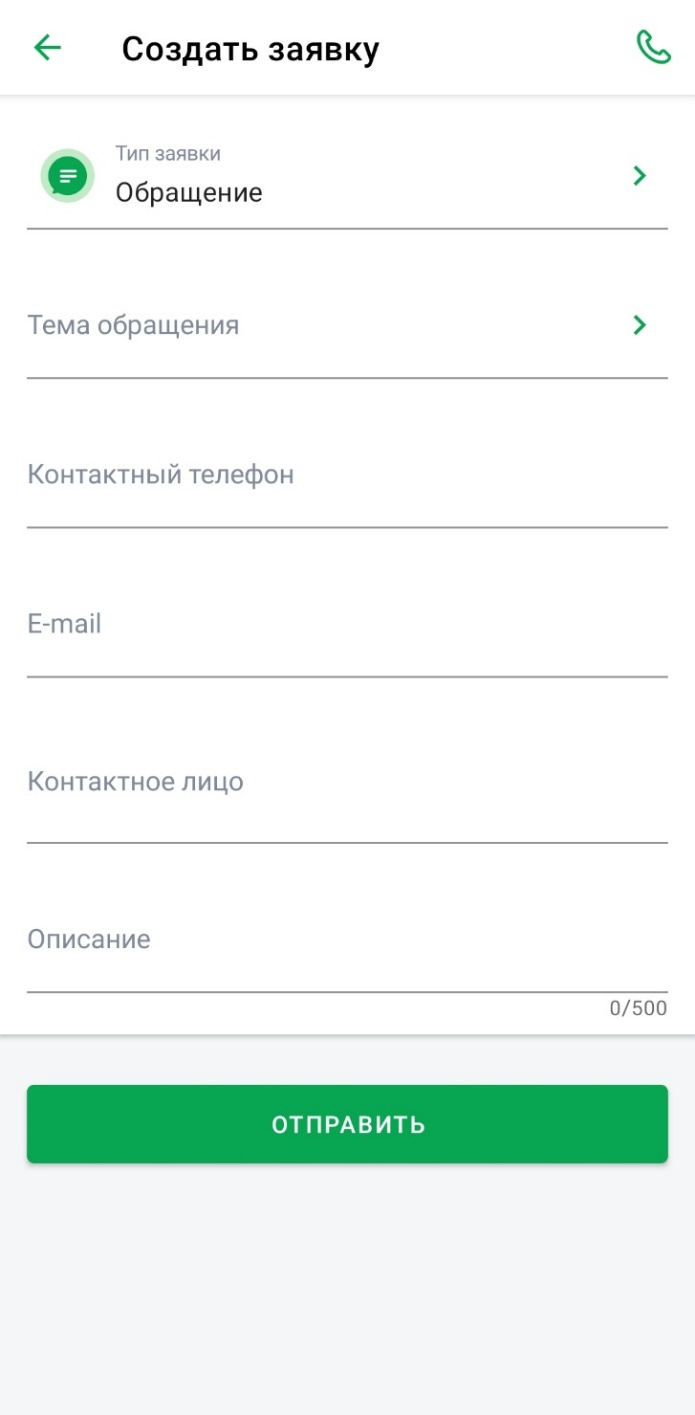 Создать заявку
Тип заявки
Обращение
Тема обращения
Контактный телефон
E-mail
Контактное лицо
Описание
0/500
ОТПРАВИТЬ